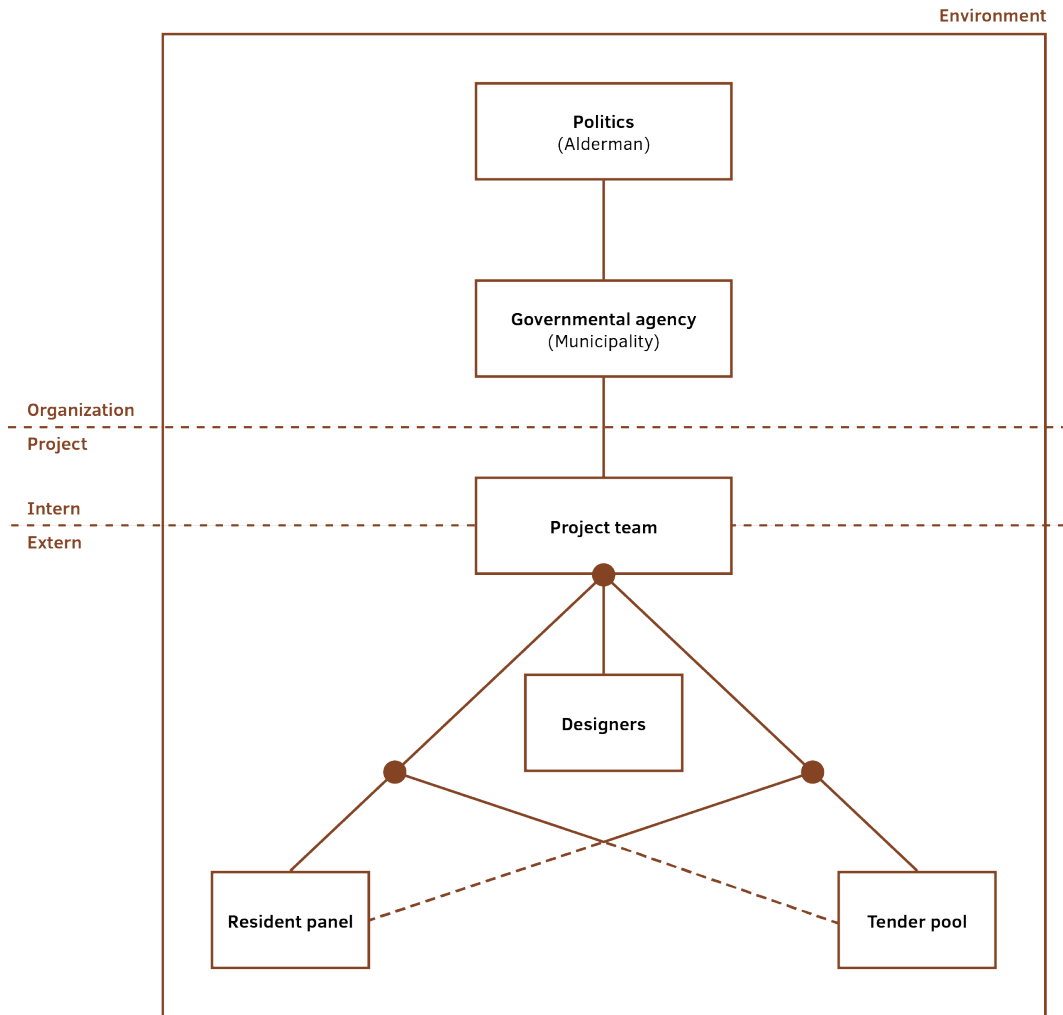 Environment
Politics
(Alderman)
Governmental agency
(Municipality)
Organization
Project
Intern
Project team
Extern
Designers
Resident panel
Tender pool